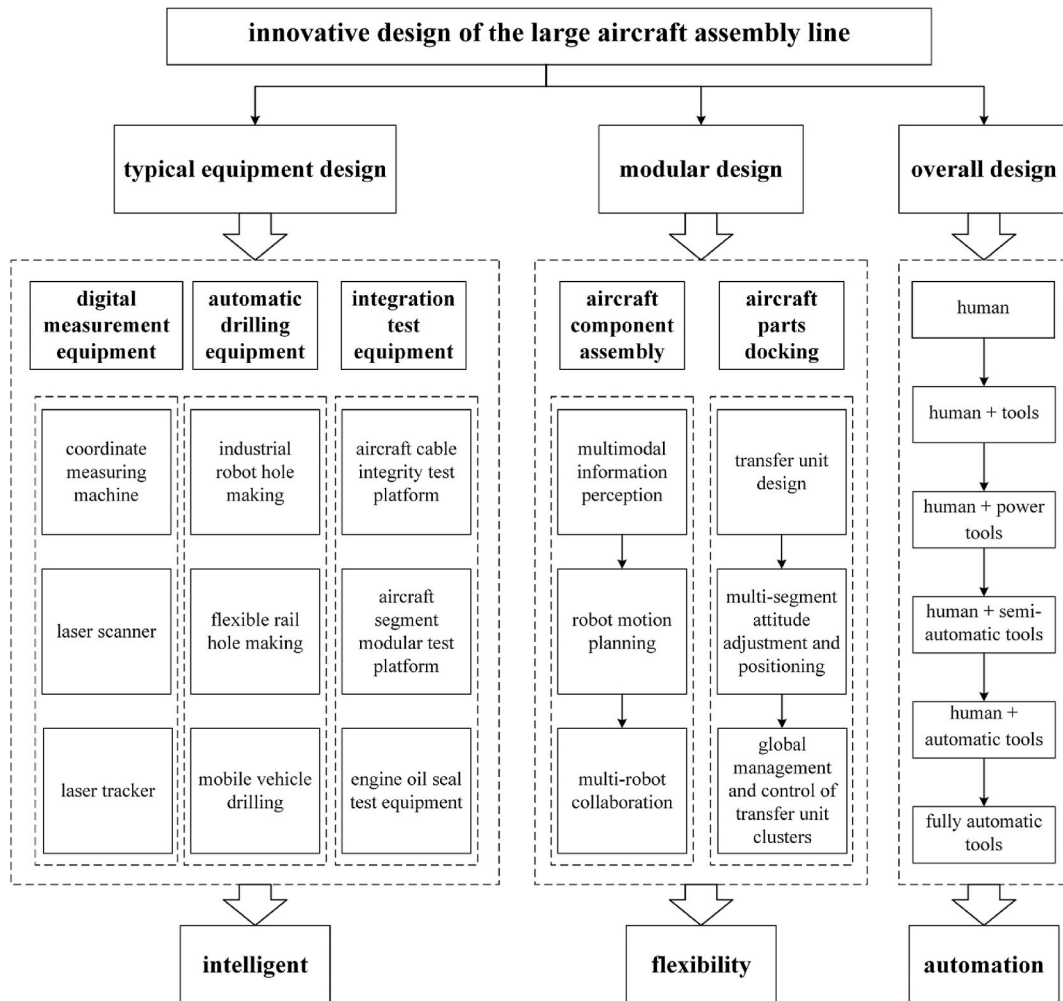 innovative design of the large aircraft assembly line
typical equipment design
modular design
overall design
digital
measurement
equipment
automatic
drilling
equipment
integration
test
equipment
aircraft
component
assembly
aircraft
parts
docking
human
coordinate
measuring
machine
industrial
robot hole
making
aircraft cable
integrity test
platform
multimodal
information
perception
transfer unit
design
human + tools
human + power
tools
laser scanner
flexible rail
hole making
aircraft
segment
modular test
platform
robot motion
planning
multi-segment
attitude
adjustment and
positioning
human + semi-
automatic tools
human +
automatic tools
laser tracker
mobile vehicle
drilling
engine oil seal
test equipment
multi-robot
collaboration
global
management
and control of
transfer unit
clusters
fully automatic
tools
intelligent
flexibility
automation